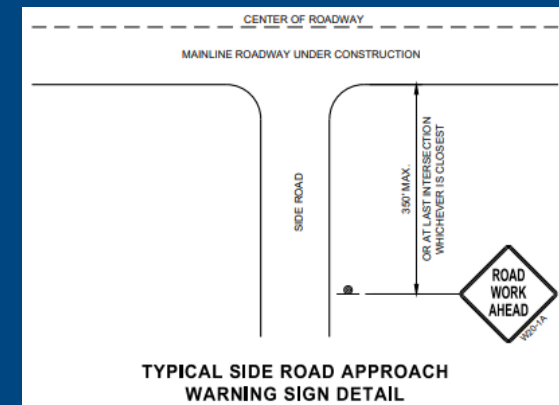 CENTER OF ROADWAY
MAINLINE ROADWAY UNDER CONSTRUCTION
SIDE ROAD
350' MAX.
OR AT LAST INTERSECTION
WHICHEVER IS CLOSEST
ROAD
WORK
AHEAD
W20-1A
TYPICAL SIDE ROAD APPROACH
WARNING SIGN DETAIL